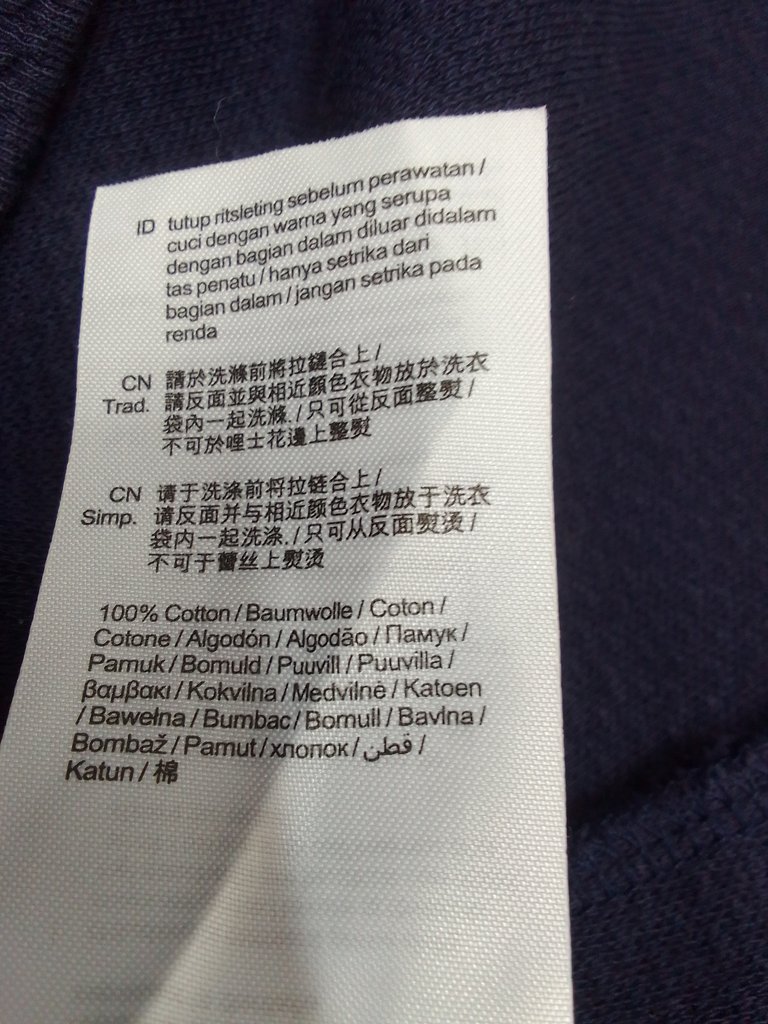 ID tutup ritsleting sebelum perawatan /
cuci dengan warna yang serupa
dengan bagian dalam diluar didalam
tas penatu / hanya setrika dari
bagian dalam / jangan setrika pada
renda
CN 請於洗滌前將拉鏈合上 /
Trad. 請反面並與相近顏色衣物放於洗衣
袋內一起洗滌. / 只可從反面整熨 /
不可於喱士花邊上整熨
CN 请于洗涤前将拉链合上 /
Simp. 请反面并与相近颜色衣物放于洗衣
袋内一起洗涤. / 只可从反面熨烫 /
不可于蕾丝上熨烫
100% Cotton / Baumwolle / Coton /
Cotone / Algodón / Algodão / Памук /
Pamuk / Bomuld / Puuvill / Puuvilla /
βαμβακι / Kokvilna / Medvilnė / Katoen
/ Bawełna / Bumbac / Bomull / Bavlna /
Bombaž / Pamut / хлопок / قطن /
Katun / 棉